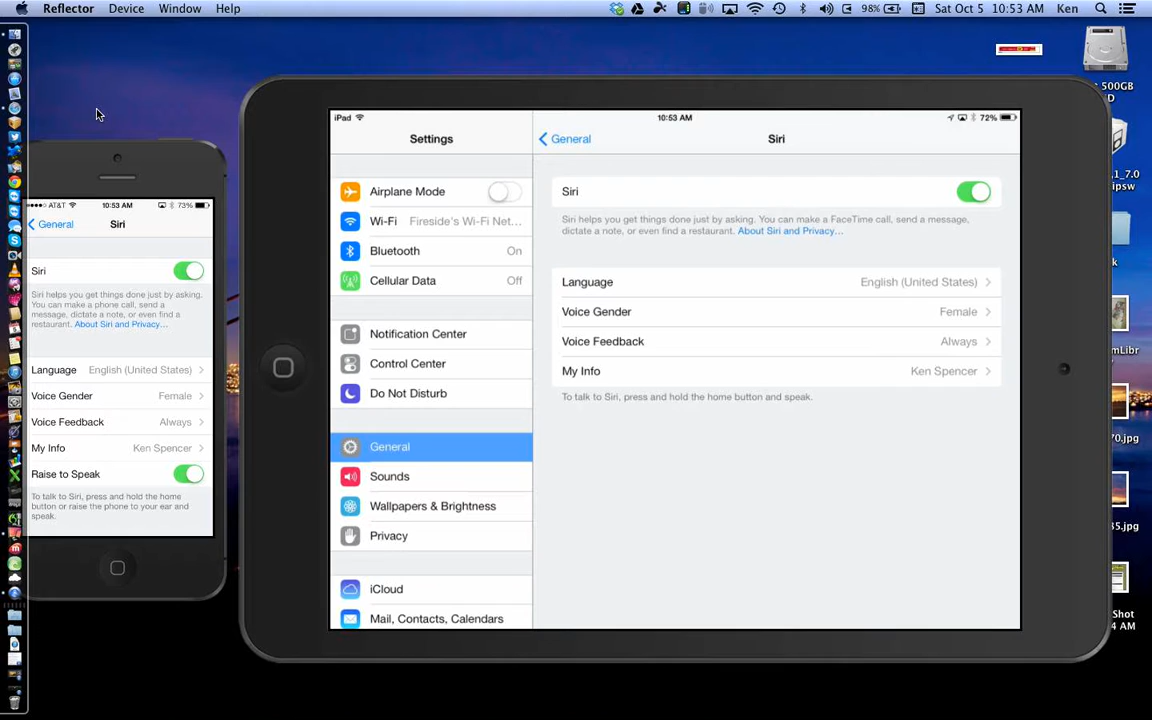 Reflector Device Window Help
98% Sat Oct 5 10:53 AM Ken
500GB
D
1_7.0
ipsw
k
mLibr
70.jpg
35.jpg
Shot
4 AM
AT&T 10:53 AM 73%
General Siri
Siri
Siri helps you get things done just by asking.
You can make a phone call, send a
message, dictate a note, or even find a
restaurant. About Siri and Privacy…
Language English (United States)
Voice Gender Female
Voice Feedback Always
My Info Ken Spencer
Raise to Speak
To talk to Siri, press and hold the home
button or raise the phone to your ear and
speak.
iPad 10:53 AM 72%
Settings
Airplane Mode
Wi-Fi Fireside's Wi-Fi Net...
Bluetooth On
Cellular Data Off
Notification Center
Control Center
Do Not Disturb
General
Sounds
Wallpapers & Brightness
Privacy
iCloud
Mail, Contacts, Calendars
General Siri
Siri
Siri helps you get things done just by asking. You can make a FaceTime call, send a message,
dictate a note, or even find a restaurant. About Siri and Privacy…
Language English (United States)
Voice Gender Female
Voice Feedback Always
My Info Ken Spencer
To talk to Siri, press and hold the home button and speak.